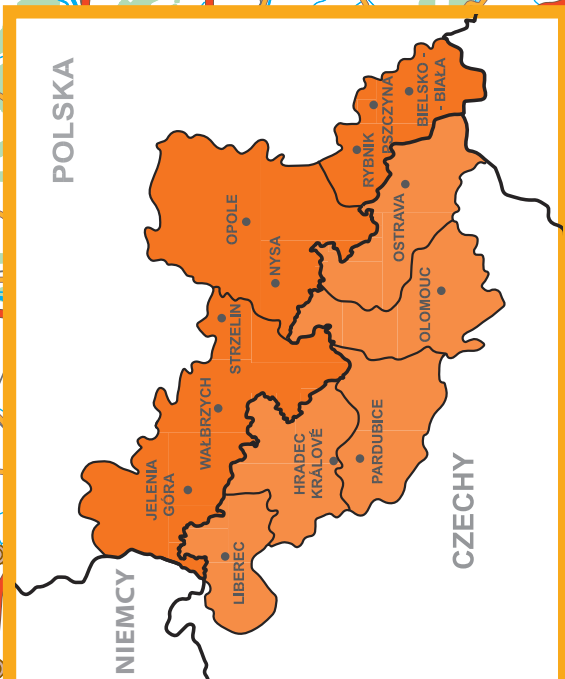 POLSKA
NIEMCY
CZECHY
JELENIA
GÓRA
WAŁBRZYCH
STRZELIN
OPOLE
NYSA
RYBNIK
PSZCZYNA
BIELSKO -
- BIAŁA
LIBEREC
HRADEC
KRÁLOVÉ
PARDUBICE
OLOMOUC
OSTRAVA